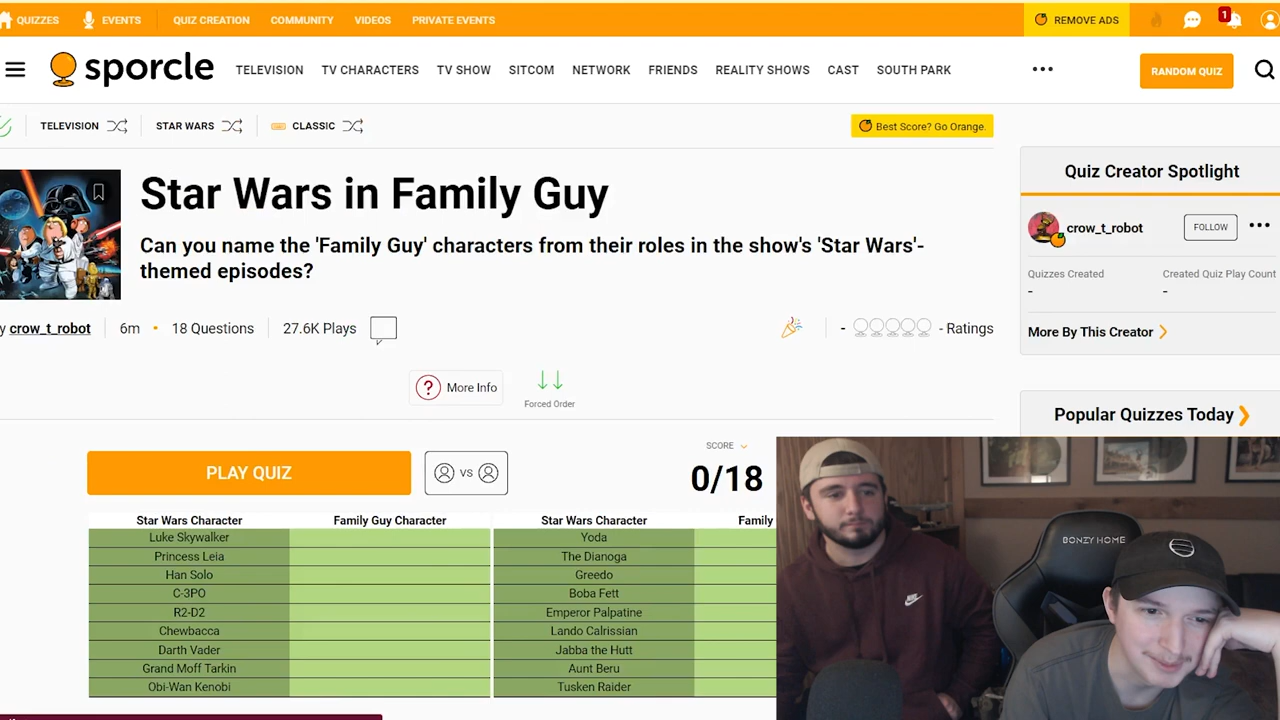 QUIZZES EVENTS QUIZ CREATION COMMUNITY VIDEOS PRIVATE EVENTS REMOVE ADS 1
sporcle TELEVISION TV CHARACTERS TV SHOW SITCOM NETWORK FRIENDS REALITY SHOWS CAST SOUTH PARK ••• RANDOM QUIZ
TELEVISION STAR WARS CLASSIC Best Score? Go Orange.
Star Wars in Family Guy
Can you name the 'Family Guy' characters from their roles in the show's 'Star Wars'-
themed episodes?
y crow_t_robot 6m • 18 Questions 27.6K Plays - - Ratings
? More Info
Forced Order
Quiz Creator Spotlight
crow_t_robot FOLLOW •••
Quizzes Created Created Quiz Play Count
- -
More By This Creator
Popular Quizzes Today
PLAY QUIZ VS
SCORE
0/18
Star Wars Character Family Guy Character Star Wars Character Family
Luke Skywalker Yoda
Princess Leia The Dianoga
Han Solo Greedo
C-3PO Boba Fett
R2-D2 Emperor Palpatine
Chewbacca Lando Calrissian
Darth Vader Jabba the Hutt
Grand Moff Tarkin Aunt Beru
Obi-Wan Kenobi Tusken Raider
BONZY HOME